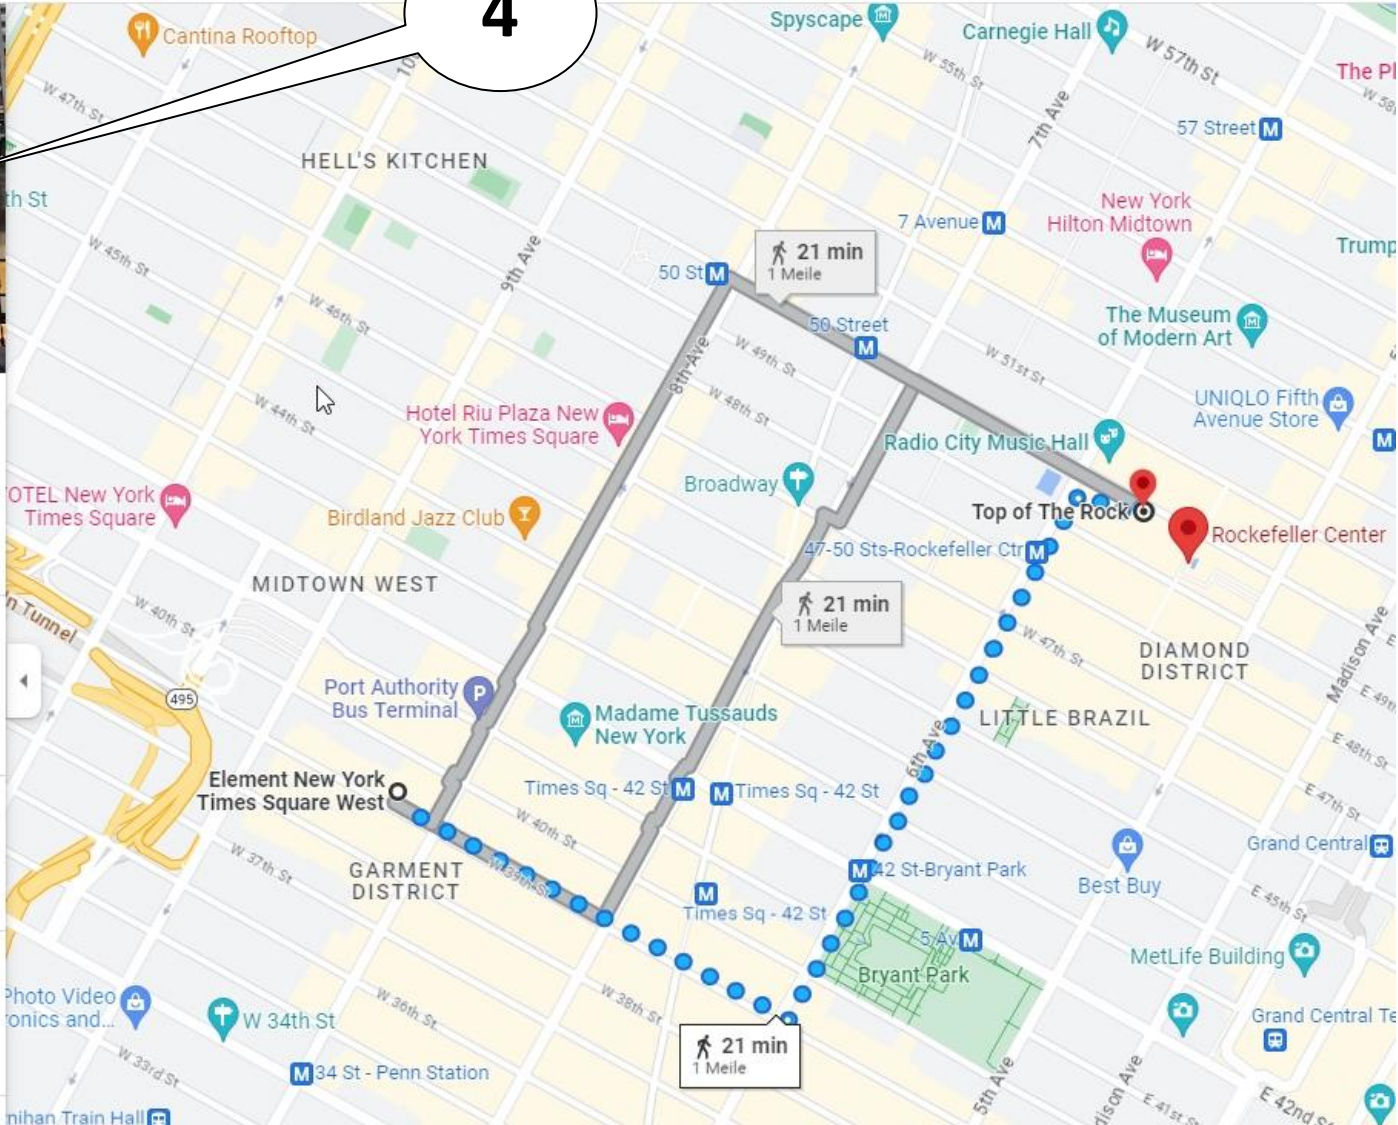 4
Cantina Rooftop
Spyscape
Carnegie Hall
W 57th St
The Pl
W 58
W 55th St
W 47th St
10
7th Ave
57 Street
HELL'S KITCHEN
th St
New York
Hilton Midtown
7 Avenue
W 45th St
9th Ave
Trump
21 min
1 Meile
50 St
W 46th St
The Museum
of Modern Art
50 Street
W 49th St
W 51st St
8th Ave
W 48th St
W 44th St
Hotel Riu Plaza New
York Times Square
UNIQLO Fifth
Avenue Store
Radio City Music Hall
Broadway
OTEL New York
Times Square
Birdland Jazz Club
Top of The Rock
Rockefeller Center
47-50 Sts-Rockefeller Ctr
MIDTOWN WEST
n Tunnel
W 40th St
21 min
1 Meile
W 47th St
DIAMOND
DISTRICT
Madison Ave
495
Port Authority
Bus Terminal
Madame Tussauds
New York
LITTLE BRAZIL
E 49th
6th Ave
E 48th St
Element New York
Times Square West
Times Sq - 42 St
Times Sq - 42 St
E 47th St
W 40th St
Grand Central
W 37th St
GARMENT
DISTRICT
W 39th St
42 St-Bryant Park
Best Buy
Times Sq - 42 St
E 45th St
5 Av
MetLife Building
Bryant Park
Photo Video
ronics and...
W 34th St
W 36th St
W 38th St
Grand Central Te
21 min
1 Meile
W 33rd St
34 St - Penn Station
5th Ave
dison Ave
E 41st S
E 42nd S
nihan Train Hall